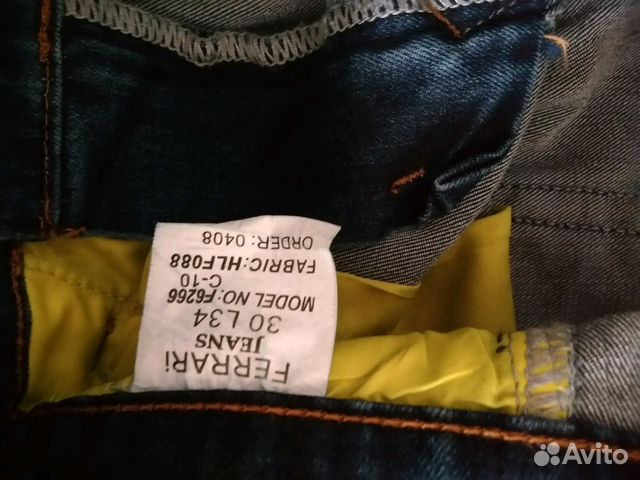 FERRARi
JEANS
30 L34
MODEL NO:F6266
C-10
FABRIC:HLF088
ORDER: 0408
Avito